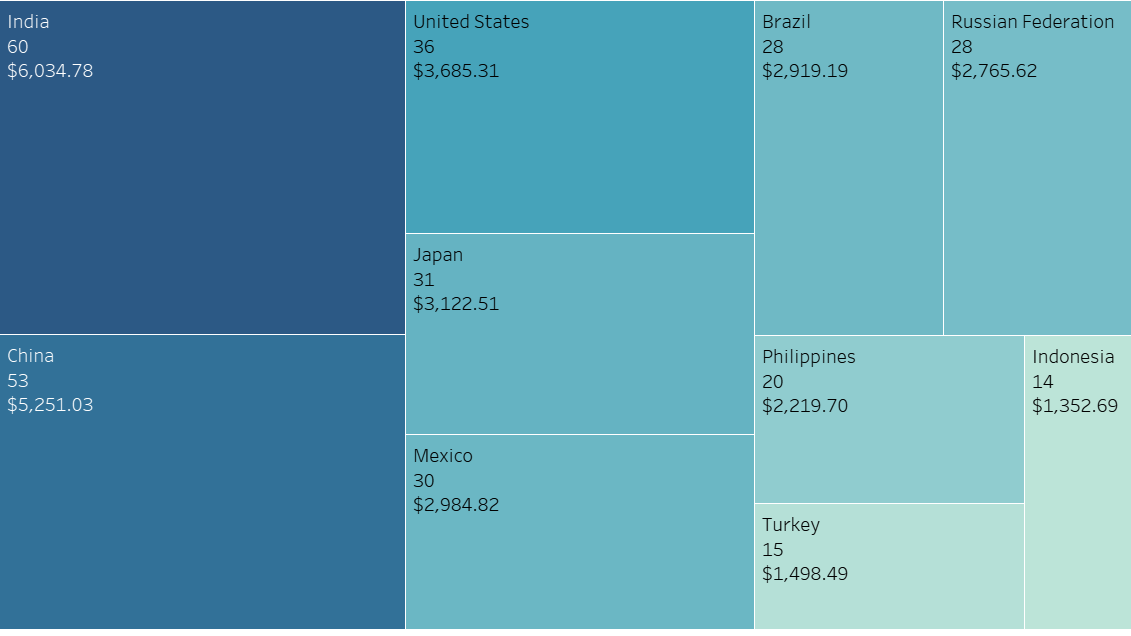 India
60
$6,034.78
China
53
$5,251.03
United States
36
$3,685.31
Japan
31
$3,122.51
Mexico
30
$2,984.82
Brazil
28
$2,919.19
Russian Federation
28
$2,765.62
Philippines
20
$2,219.70
Turkey
15
$1,498.49
Indonesia
14
$1,352.69